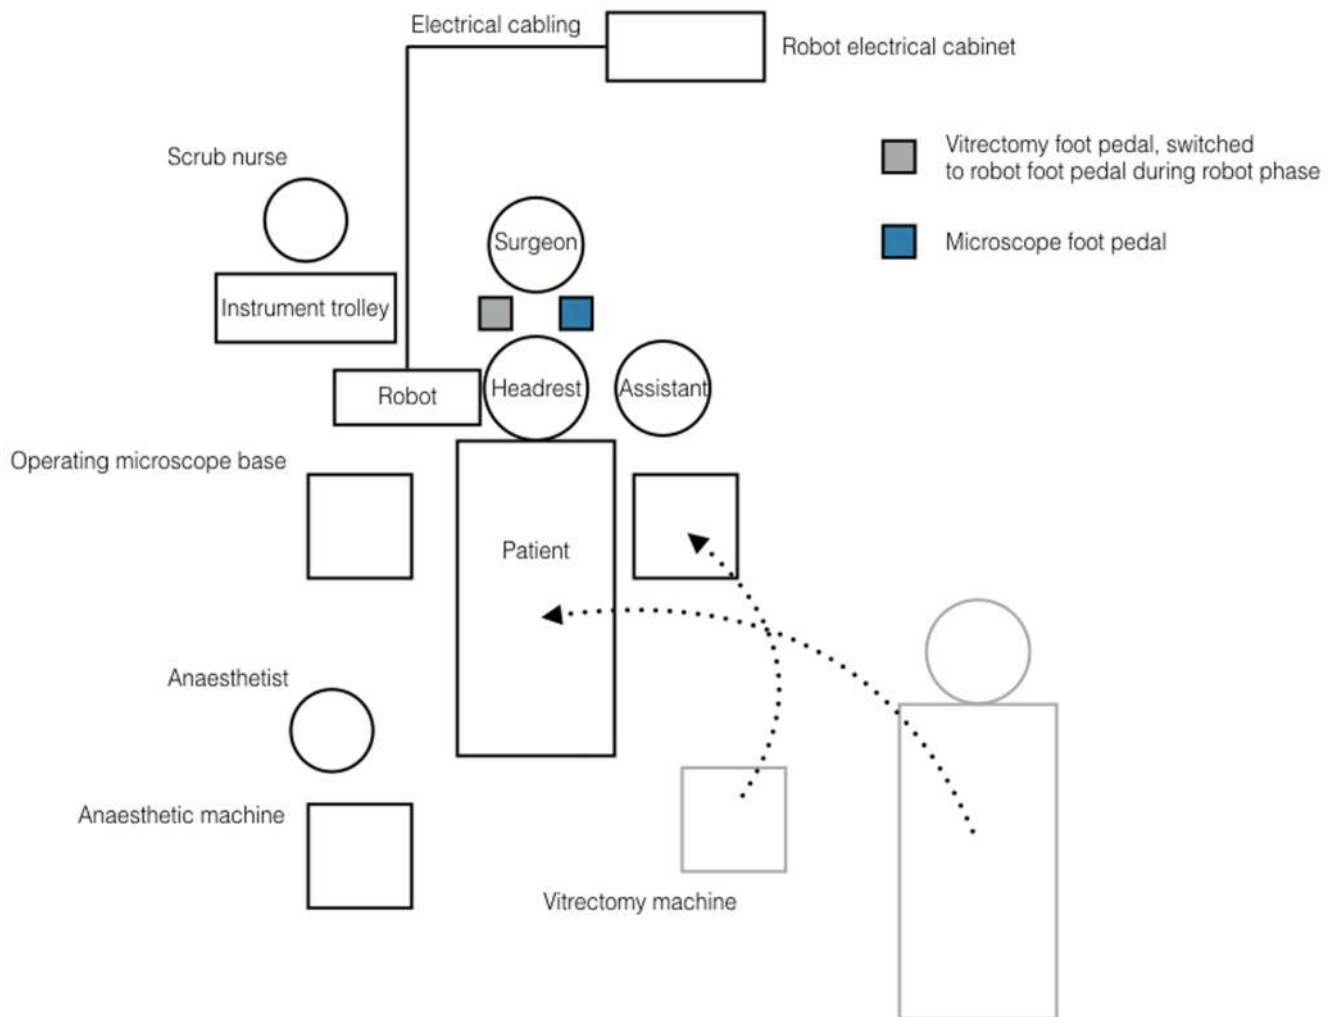 Electrical cabling
Robot electrical cabinet
Vitrectomy foot pedal, switched
to robot foot pedal during robot phase
Scrub nurse
Surgeon
Microscope foot pedal
Instrument trolley
Robot
Headrest
Assistant
Operating microscope base
Patient
Anaesthetist
Anaesthetic machine
Vitrectomy machine